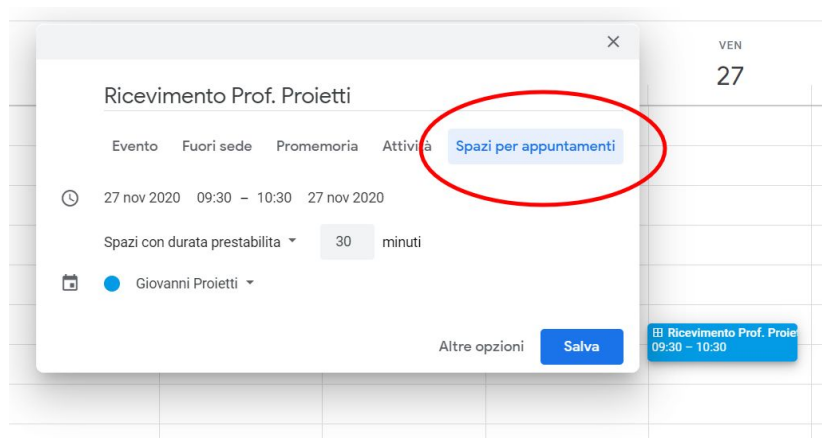 VEN
27
Ricevimento Prof. Proietti
Evento Fuori sede Promemoria Attività Spazi per appuntamenti
27 nov 2020 09:30 – 10:30 27 nov 2020
Spazi con durata prestabilita 30 minuti
Giovanni Proietti
Altre opzioni Salva
Ricevimento Prof. Proie
09:30 – 10:30